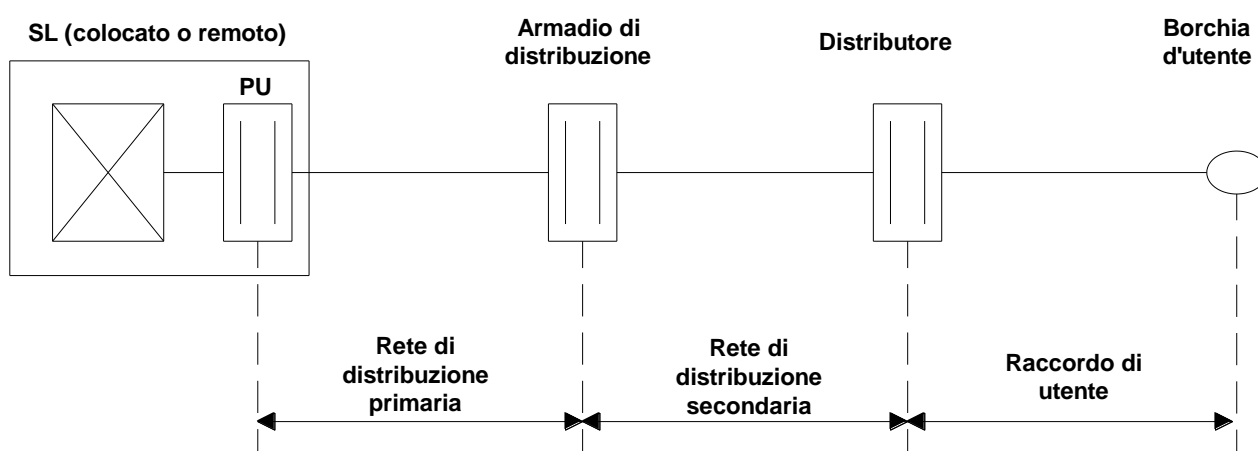 SL (colocato o remoto)
PU
Armadio di
distribuzione
Distributore
Borchia
d'utente
Rete di
distribuzione
primaria
Rete di
distribuzione
secondaria
Raccordo di
utente